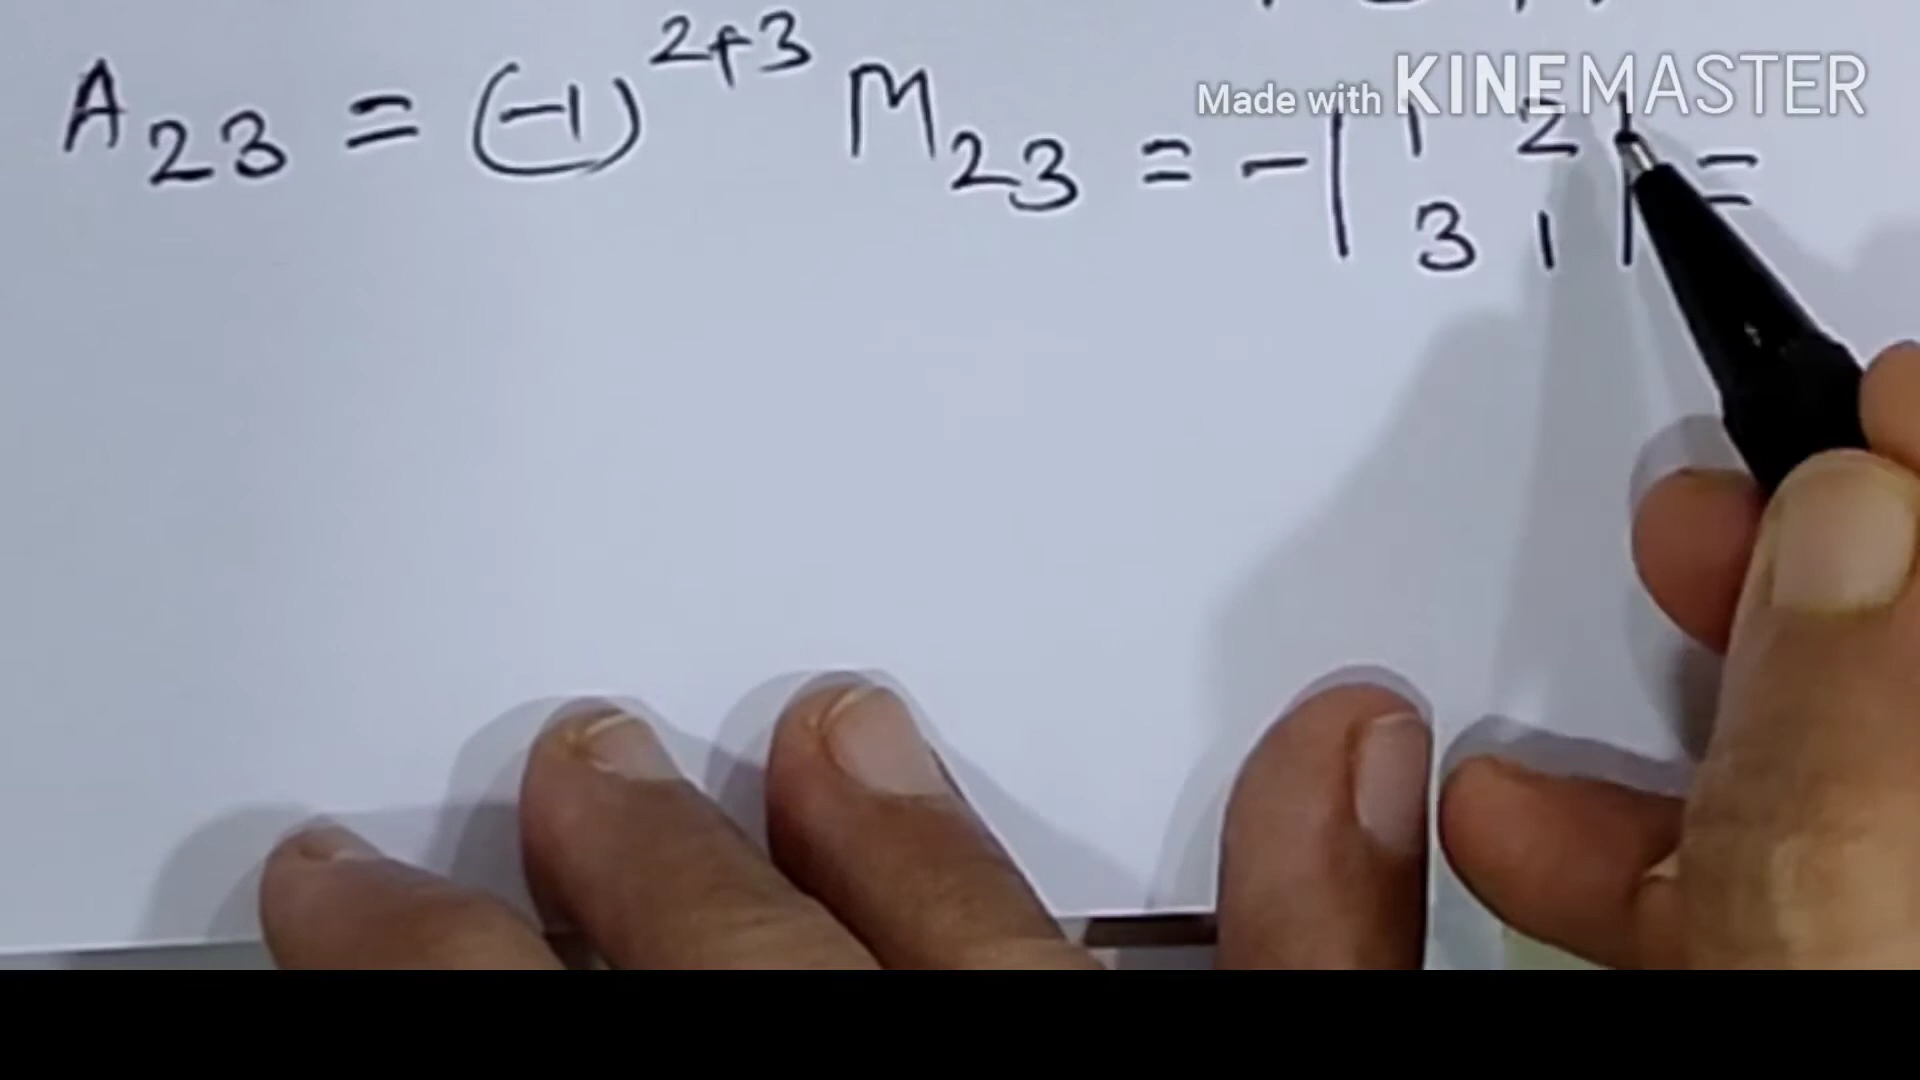 Made with KINEMASTER
A₂₃ = (-1)²⁺³ M₂₃ = - | 1 2 | =
| 3 1 |